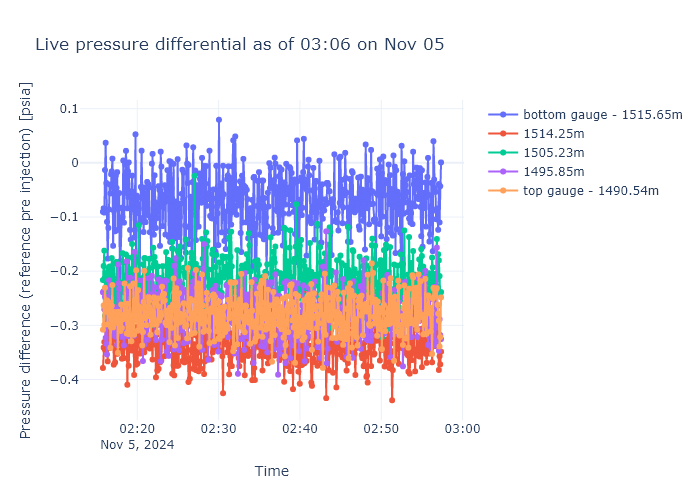 Live pressure differential as of 03:06 on Nov 05
Pressure difference (reference pre injection) [psia]
0.1
0
−0.1
−0.2
−0.3
−0.4
02:20
02:30
02:40
02:50
03:00
Nov 5, 2024
Time
bottom gauge - 1515.65m
1514.25m
1505.23m
1495.85m
top gauge - 1490.54m